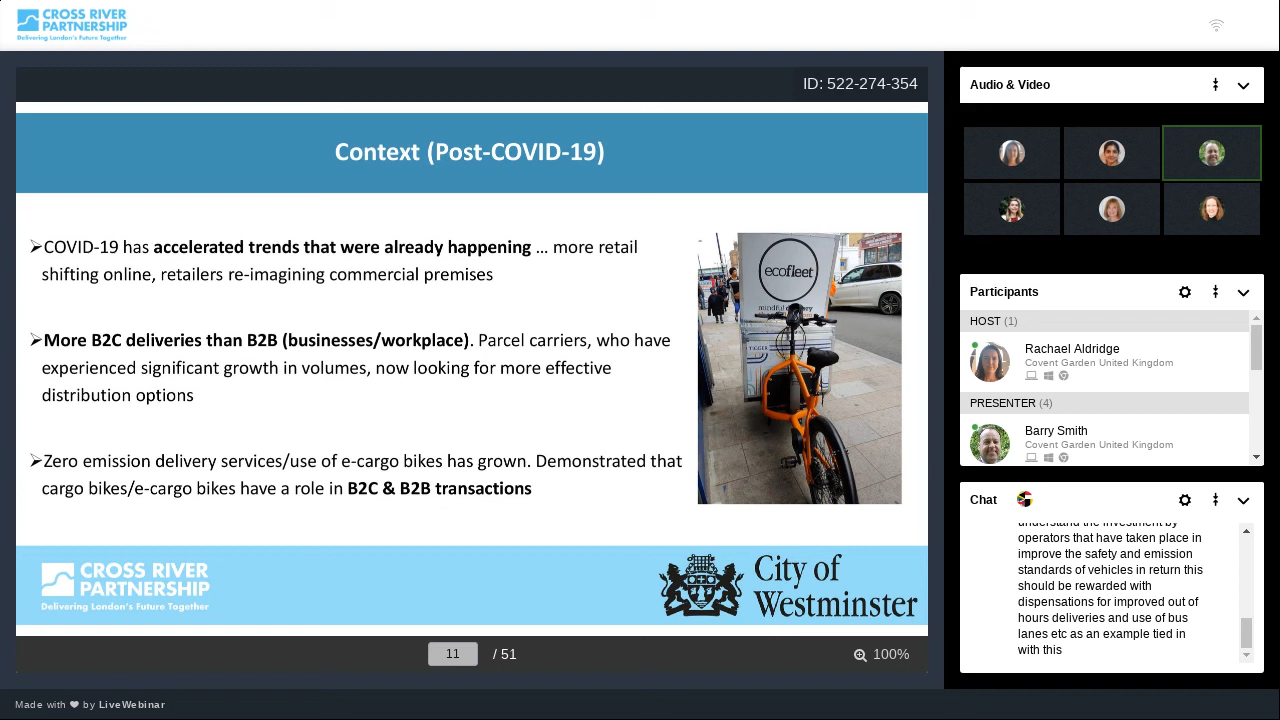 CROSS RIVER
PARTNERSHIP
Delivering London's Future Together
ID: 522-274-354
Context (Post-COVID-19)
➢COVID-19 has accelerated trends that were already happening … more retail
shifting online, retailers re-imagining commercial premises
➢More B2C deliveries than B2B (businesses/workplace). Parcel carriers, who have
experienced significant growth in volumes, now looking for more effective
distribution options
➢Zero emission delivery services/use of e-cargo bikes has grown. Demonstrated that
cargo bikes/e-cargo bikes have a role in B2C & B2B transactions
ecofleet
mindful delivery
CROSS RIVER
PARTNERSHIP
Delivering London's Future Together
City of
Westminster
11 / 51
100%
Made with ♥ by LiveWebinar
Audio & Video
Participants
HOST (1)
Rachael Aldridge
Covent Garden United Kingdom
PRESENTER (4)
Barry Smith
Covent Garden United Kingdom
Chat
understand the investment by
operators that have taken place in
improve the safety and emission
standards of vehicles in return this
should be rewarded with
dispensations for improved out of
hours deliveries and use of bus
lanes etc as an example tied in
with this